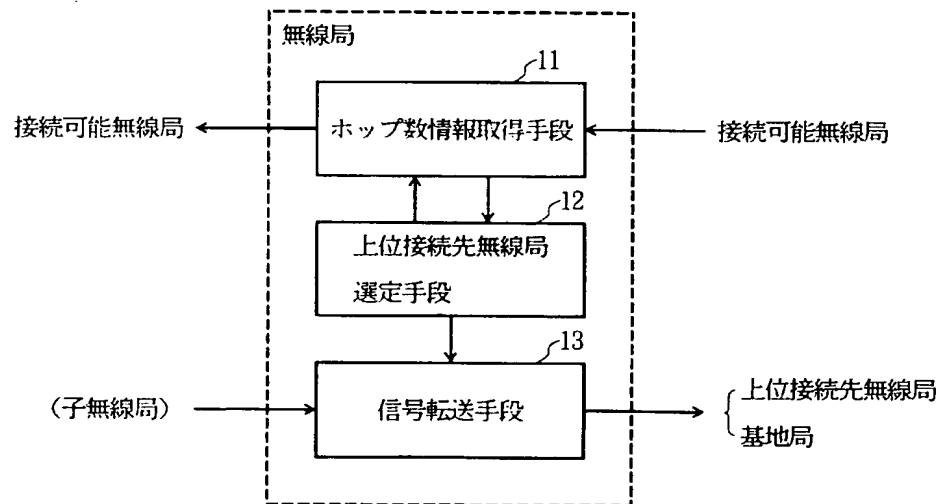 無線局
11
接続可能無線局
ホップ数情報取得手段
接続可能無線局
12
上位接続先無線局
選定手段
13
(子無線局)
信号転送手段
上位接続先無線局
基地局